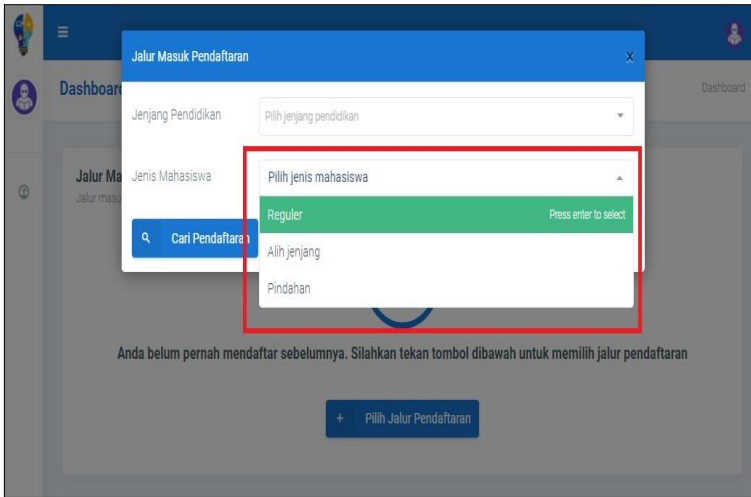 Jalur Masuk Pendaftaran
x
Dashboard
Dashboard
Jenjang Pendidikan
Pilih jenjang pendidikan
Jalur Ma
Jenis Mahasiswa
Pilih jenis mahasiswa
Jalur masu
Reguler
Press enter to select
Cari Pendaftaran
Alih jenjang
Pindahan
Anda belum pernah mendaftar sebelumnya. Silahkan tekan tombol dibawah untuk memilih jalur pendaftaran
+ Pilih Jalur Pendaftaran